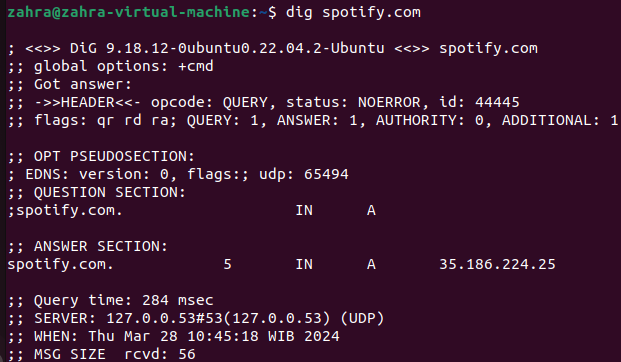 zahra@zahra-virtual-machine:~$ dig spotify.com
; <<>> DiG 9.18.12-0ubuntu0.22.04.2-Ubuntu <<>> spotify.com
;; global options: +cmd
;; Got answer:
;; ->>HEADER<<- opcode: QUERY, status: NOERROR, id: 44445
;; flags: qr rd ra; QUERY: 1, ANSWER: 1, AUTHORITY: 0, ADDITIONAL: 1
;; OPT PSEUDOSECTION:
; EDNS: version: 0, flags:; udp: 65494
;; QUESTION SECTION:
;spotify.com. IN A
;; ANSWER SECTION:
spotify.com. 5 IN A 35.186.224.25
;; Query time: 284 msec
;; SERVER: 127.0.0.53#53(127.0.0.53) (UDP)
;; WHEN: Thu Mar 28 10:45:18 WIB 2024
;; MSG SIZE rcvd: 56